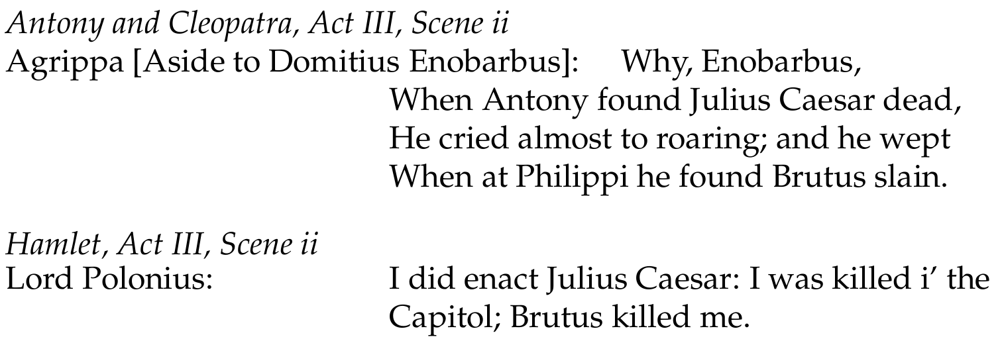 Antony and Cleopatra, Act III, Scene ii
Agrippa [Aside to Domitius Enobarbus]: Why, Enobarbus,
When Antony found Julius Caesar dead,
He cried almost to roaring; and he wept
When at Philippi he found Brutus slain.
Hamlet, Act III, Scene ii
Lord Polonius: I did enact Julius Caesar: I was killed i’ the
Capitol; Brutus killed me.